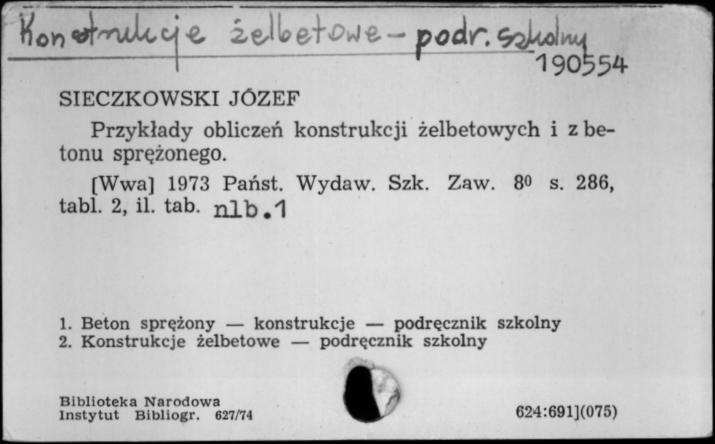 Konstrukcje żelbetowe - podr. szkolny
190554
SIECZKOWSKI JÓZEF
Przykłady obliczeń konstrukcji żelbetowych i z be-
tonu sprężonego.
[Wwa] 1973 Państ. Wydaw. Szk. Zaw. 8⁰ s. 286,
tabl. 2, il. tab. nlb.1
1. Beton sprężony — konstrukcje — podręcznik szkolny
2. Konstrukcje żelbetowe — podręcznik szkolny
Biblioteka Narodowa
Instytut Bibliogr. 627/74
624:691](075)